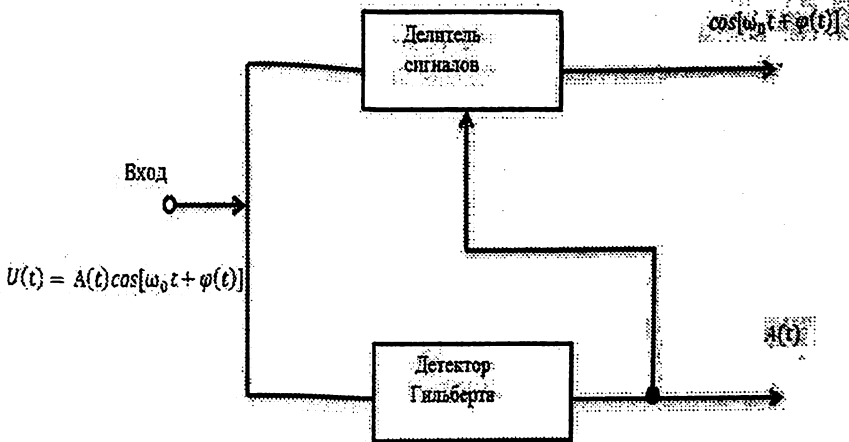 Делитель
сигналов
cos[ω₀t + φ(t)]
Вход
U(t) = A(t)cos[ω₀t + φ(t)]
A(t)
Детектор
Гильберта